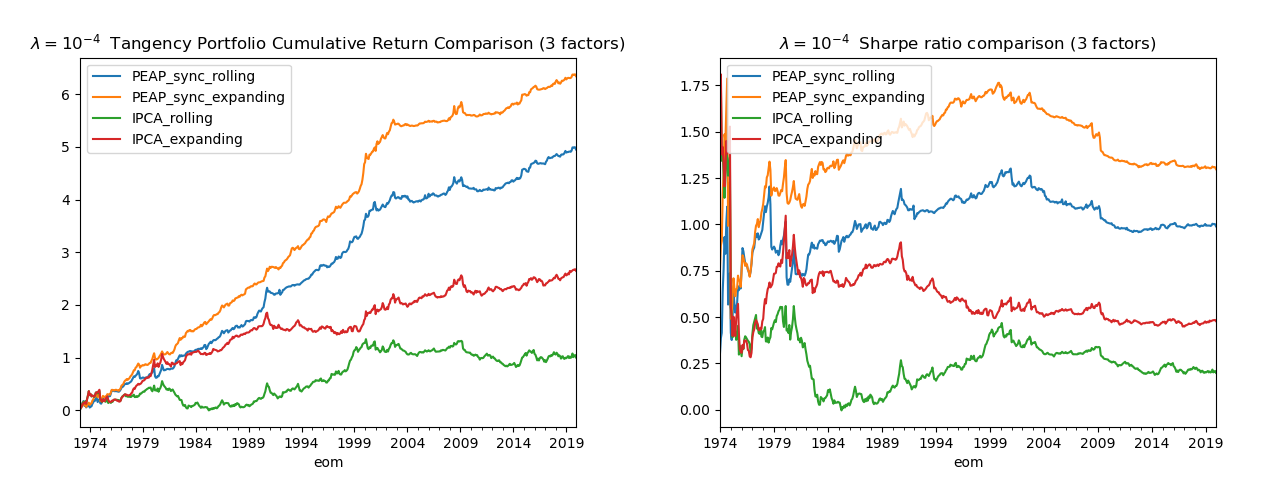 λ = 10⁻⁴ Tangency Portfolio Cumulative Return Comparison (3 factors)
PEAP_sync_rolling
PEAP_sync_expanding
IPCA_rolling
IPCA_expanding
6
5
4
3
2
1
0
1974 1979 1984 1989 1994 1999 2004 2009 2014 2019
eom
λ = 10⁻⁴ Sharpe ratio comparison (3 factors)
PEAP_sync_rolling
PEAP_sync_expanding
IPCA_rolling
IPCA_expanding
1.75
1.50
1.25
1.00
0.75
0.50
0.25
0.00
1974 1979 1984 1989 1994 1999 2004 2009 2014 2019
eom